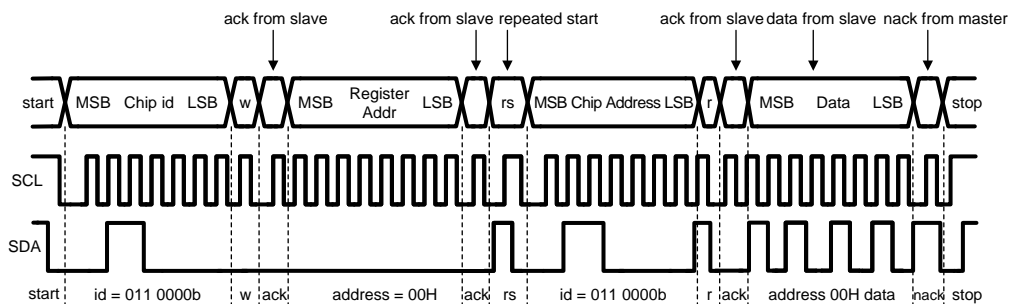 ack from slave ack from slave repeated start ack from slave data from slave nack from master
start MSB Chip id LSB w MSB Register Addr LSB rs MSB Chip Address LSB r MSB Data LSB stop
SCL
SDA
start id = 011 0000b w ack address = 00H ack rs id = 011 0000b r ack address 00H data nack stop